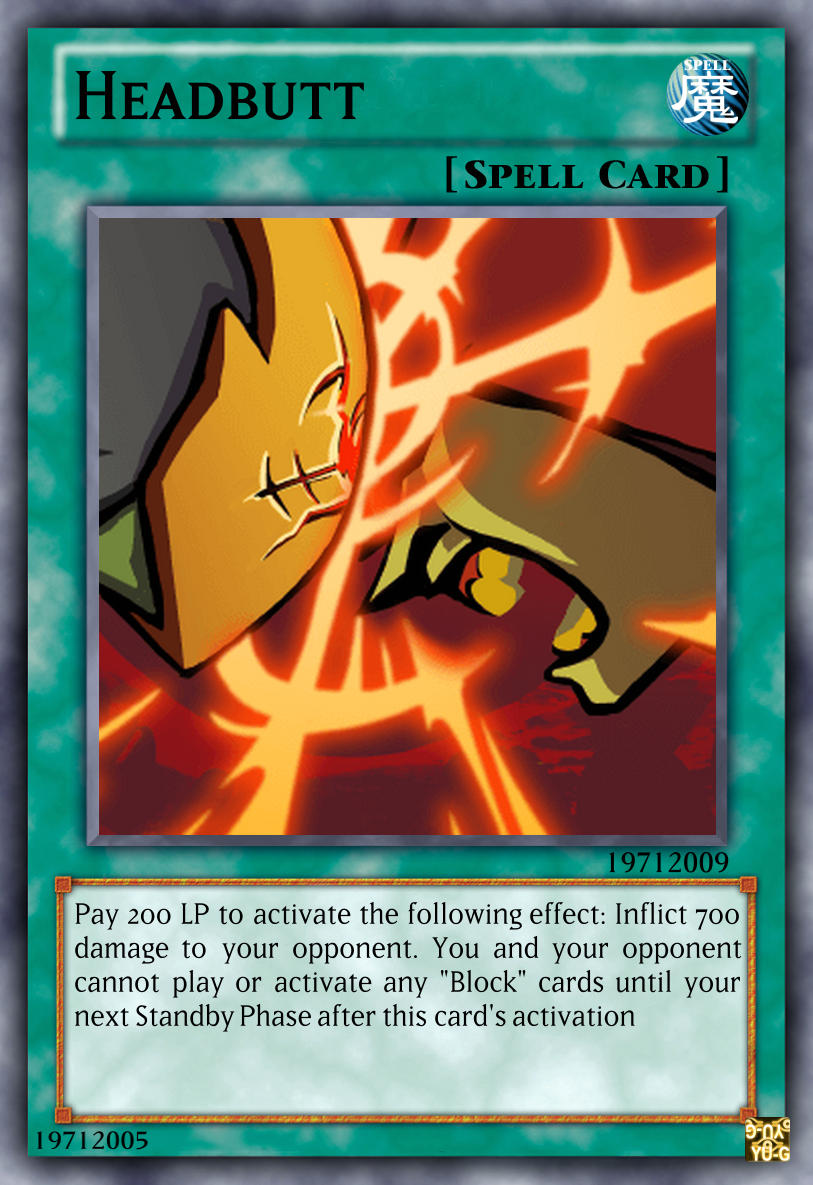 HEADBUTT
SPELL
魔
[SPELL CARD]
19712009
Pay 200 LP to activate the following effect: Inflict 700
damage to your opponent. You and your opponent
cannot play or activate any "Block" cards until your
next Standby Phase after this card's activation
19712005